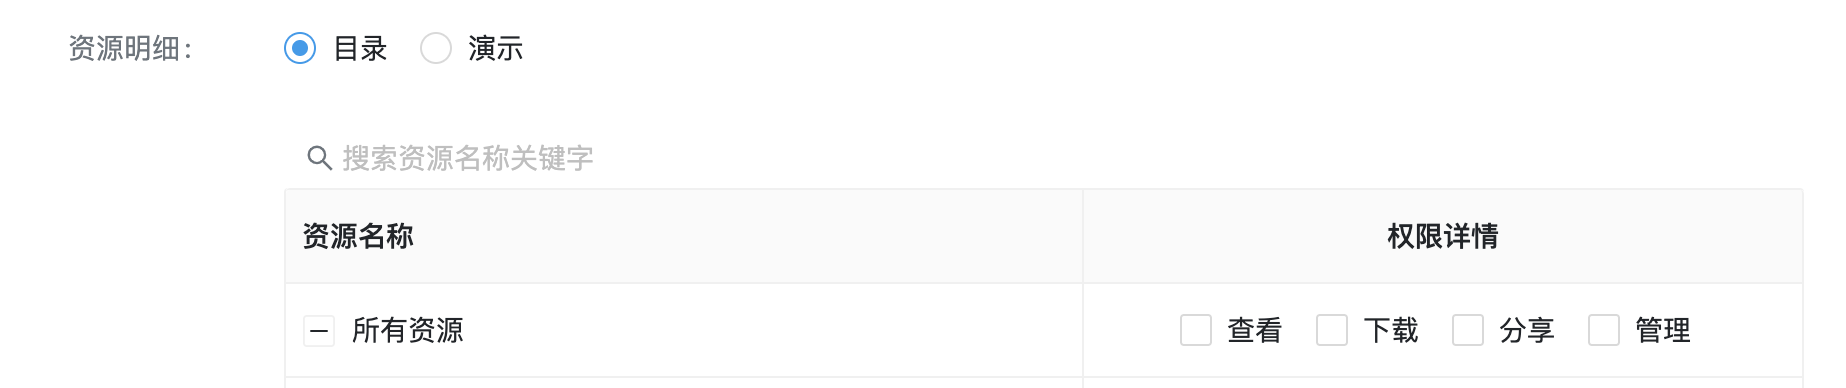 资源明细： 目录 演示
搜索资源名称关键字
资源名称 权限详情
所有资源 查看 下载 分享 管理